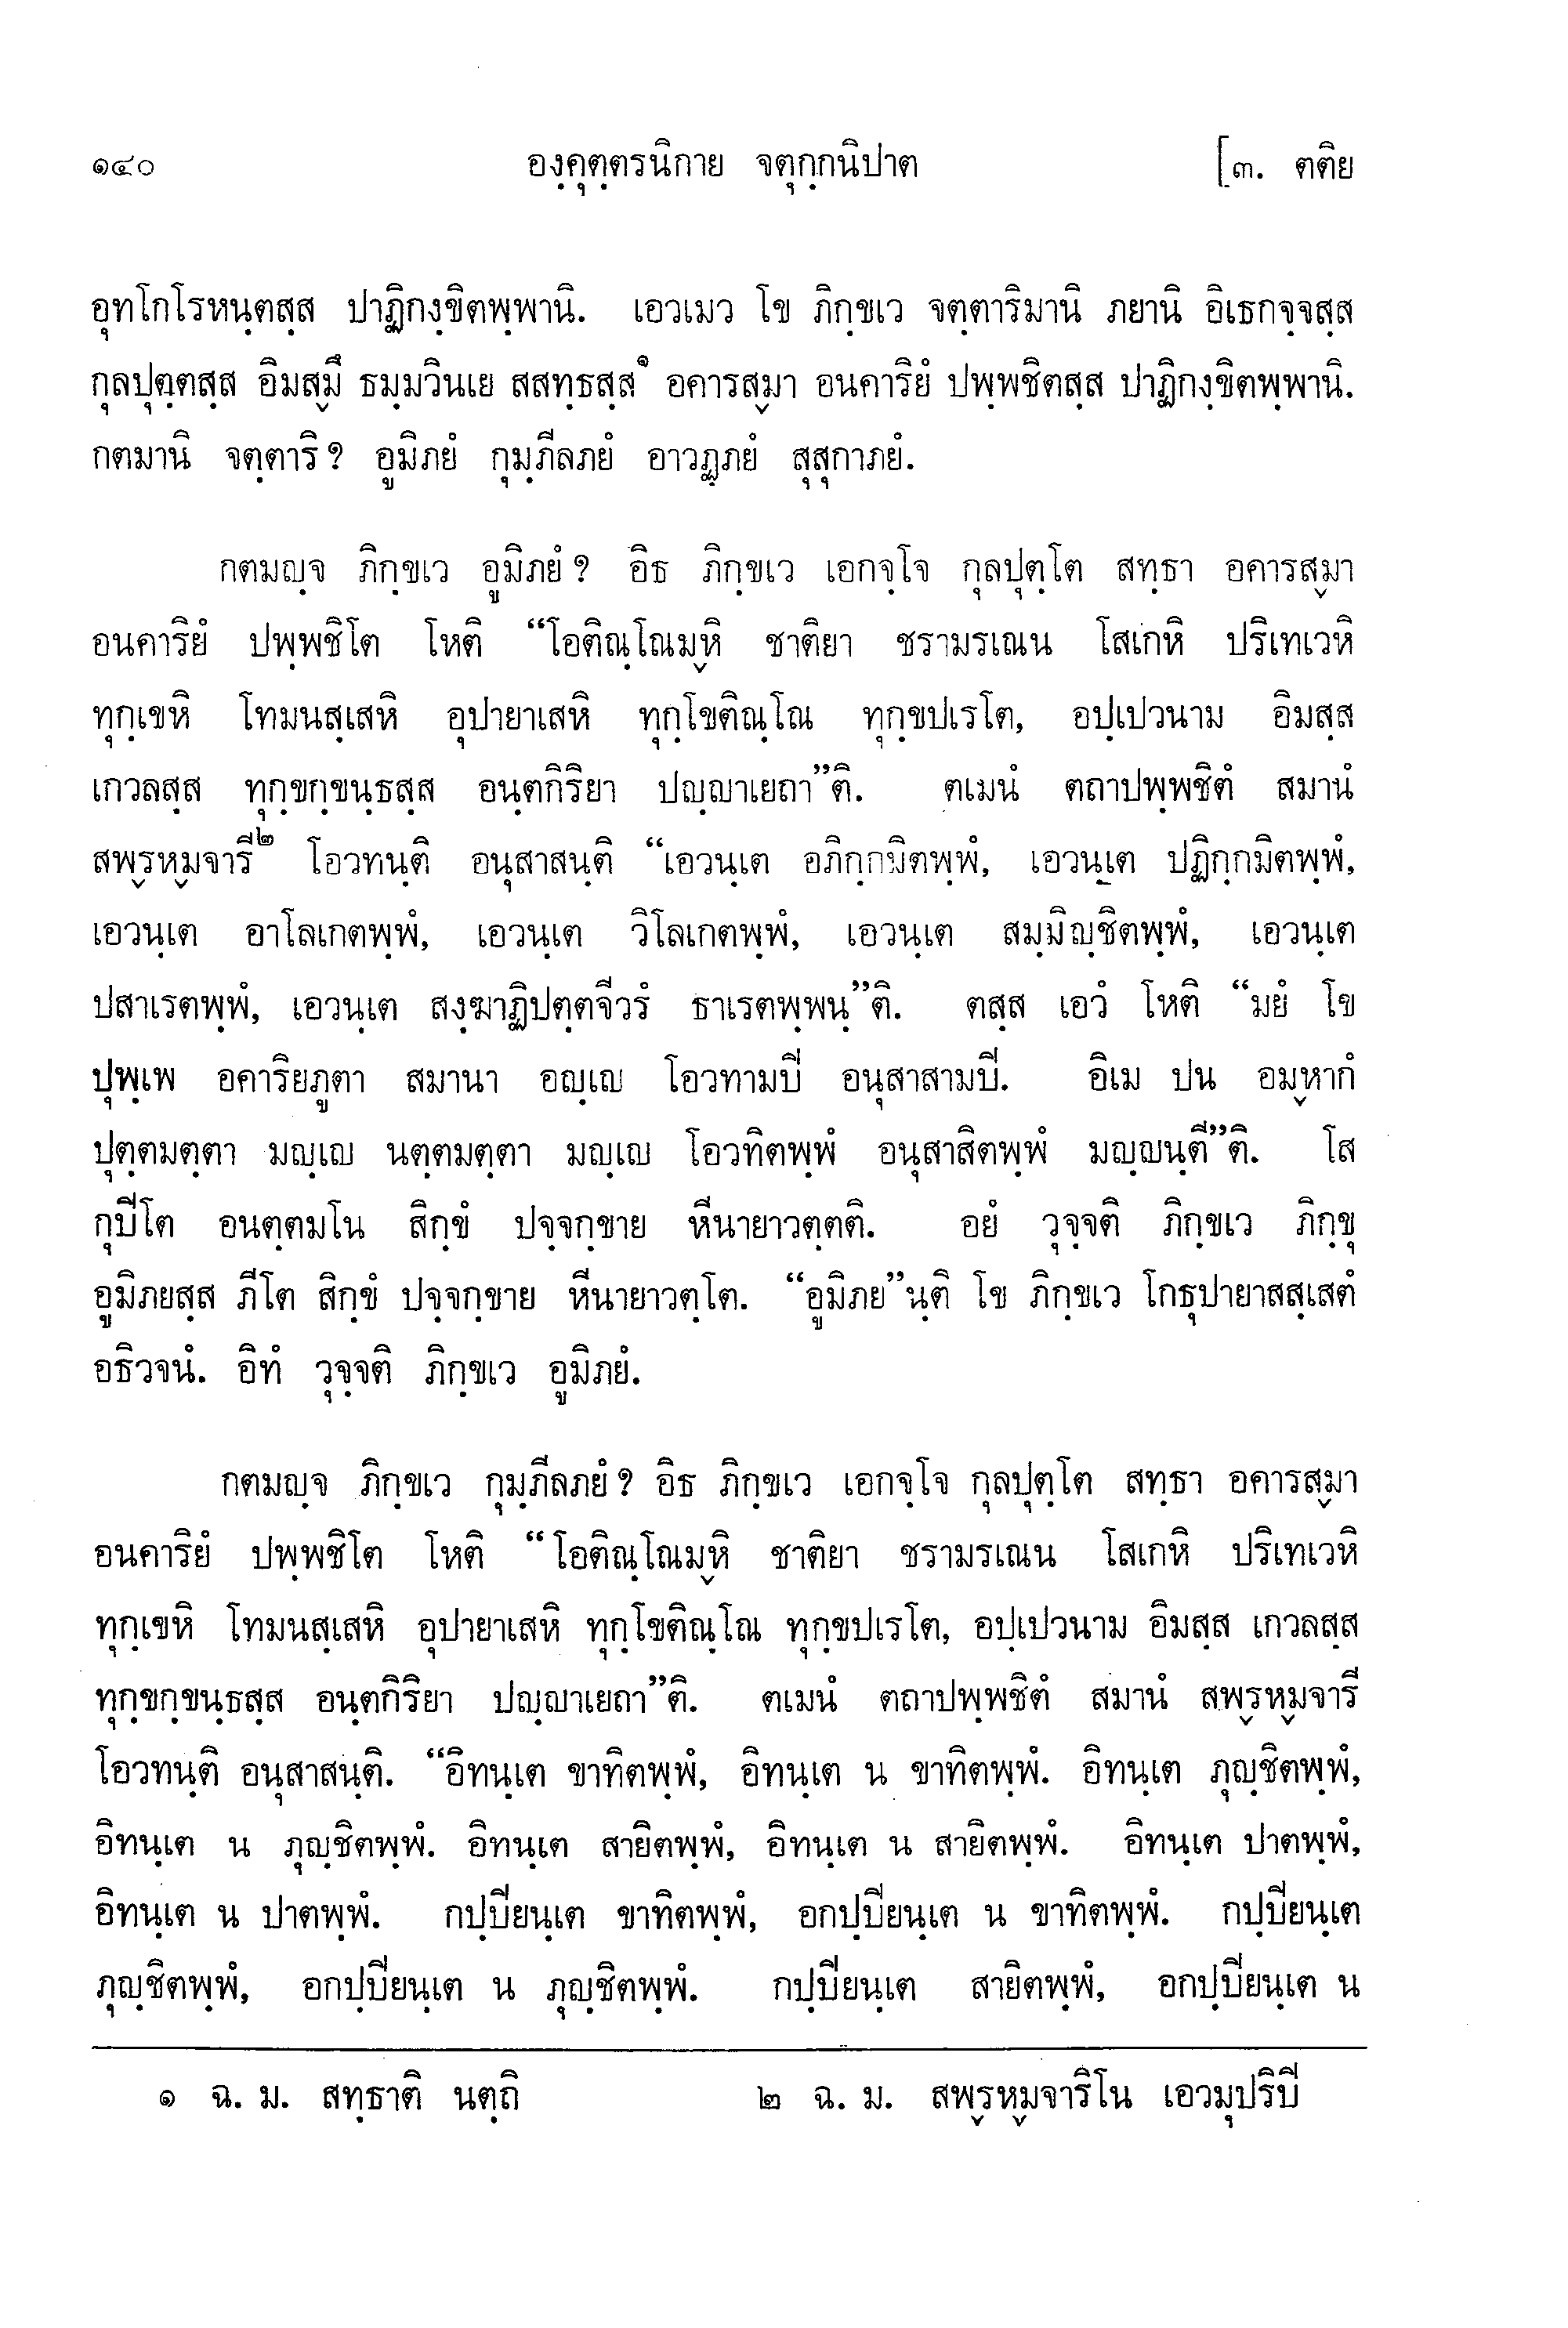 ๑๔๐ องฺคุตฺตรนิกาย จตุกฺกนิปาต [๓. ตติย
อุทโกโรหนฺตสฺส ปาฏิกงฺขิตพฺพานิ. เอวเมว โข ภิกฺขเว จตฺตาริมานิ ภยานิ อิเธกจฺจสฺส
กุลปุตฺตสฺส อิมสฺมึ ธมฺมวินเย สสทฺธสฺส๑ อคารสฺมา อนคาริยํ ปพฺพชิตสฺส ปาฏิกงฺขิตพฺพานิ.
กตมานิ จตฺตาริ? อูมิภยํ กุมฺภีลภยํ อาวฏฺฏภยํ สุสุกาภยํ.
กตมญฺจ ภิกฺขเว อูมิภยํ? อิธ ภิกฺขเว เอกจฺโจ กุลปุตฺโต สทฺธา อคารสฺมา
อนคาริยํ ปพฺพชิโต โหติ “โอติณฺโณมฺหิ ชาติยา ชรามรเณน โสเกหิ ปริเทเวหิ
ทุกฺเขหิ โทมนสฺเสหิ อุปายาเสหิ ทุกฺโขติณฺโณ ทุกฺขปเรโต, อปฺเปวนาม อิมสฺส
เกวลสฺส ทุกฺขกฺขนฺธสฺส อนฺตกิริยา ปญฺญาเยถา”ติ. ตเมนํ ตถาปพฺพชิตํ สมานํ
สพฺรหฺมจารี๒ โอวทนฺติ อนุสาสนฺติ “เอวนฺเต อภิกฺกมิตพฺพํ, เอวนฺเต ปฏิกฺกมิตพฺพํ,
เอวนฺเต อาโลเกตพฺพํ, เอวนฺเต วิโลเกตพฺพํ, เอวนฺเต สมฺมิญฺชิตพฺพํ, เอวนฺเต
ปสาเรตพฺพํ, เอวนฺเต สงฺฆาฏิปตฺตจีวรํ ธาเรตพฺพนฺ”ติ. ตสฺส เอวํ โหติ “มยํ โข
ปุพฺเพ อคาริยภูตา สมานา อญฺเญ โอวทามปี อนุสาสามปี. อิเม ปน อมฺหากํ
ปุตฺตมตฺตา มญฺเญ นตฺตมตฺตา มญฺเญ โอวทิตพฺพํ อนุสาสิตพฺพํ มญฺญนฺตี”ติ. โส
กุปีโต อนตฺตมโน สิกฺขํ ปจฺจกฺขาย หีนายาวตฺตติ. อยํ วุจฺจติ ภิกฺขเว ภิกฺขุ
อูมิภยสฺส ภีโต สิกฺขํ ปจฺจกฺขาย หีนายาวตฺโต. “อูมิภย”นฺติ โข ภิกฺขเว โกธุปายาสสฺเสตํ
อธิวจนํ. อิทํ วุจฺจติ ภิกฺขเว อูมิภยํ.
กตมญฺจ ภิกฺขเว กุมฺภีลภยํ? อิธ ภิกฺขเว เอกจฺโจ กุลปุตฺโต สทฺธา อคารสฺมา
อนคาริยํ ปพฺพชิโต โหติ “โอติณฺโณมฺหิ ชาติยา ชรามรเณน โสเกหิ ปริเทเวหิ
ทุกฺเขหิ โทมนสฺเสหิ อุปายาเสหิ ทุกฺโขติณฺโณ ทุกฺขปเรโต, อปฺเปวนาม อิมสฺส เกวลสฺส
ทุกฺขกฺขนฺธสฺส อนฺตกิริยา ปญฺญาเยถา”ติ. ตเมนํ ตถาปพฺพชิตํ สมานํ สพฺรหฺมจารี
โอวทนฺติ อนุสาสนฺติ. “อิทนฺเต ขาทิตพฺพํ, อิทนฺเต น ขาทิตพฺพํ. อิทนฺเต ภุญฺชิตพฺพํ,
อิทนฺเต น ภุญฺชิตพฺพํ. อิทนฺเต สายิตพฺพํ, อิทนฺเต น สายิตพฺพํ. อิทนฺเต ปาตพฺพํ,
อิทนฺเต น ปาตพฺพํ. กปฺปียนฺเต ขาทิตพฺพํ, อกปฺปียนฺเต น ขาทิตพฺพํ. กปฺปียนฺเต
ภุญฺชิตพฺพํ, อกปฺปียนฺเต น ภุญฺชิตพฺพํ. กปฺปียนฺเต สายิตพฺพํ, อกปฺปียนฺเต น
๑ ฉ. ม. สทฺธาติ นตฺถิ ๒ ฉ. ม. สพฺรหฺมจาริโน เอวมุปริปี